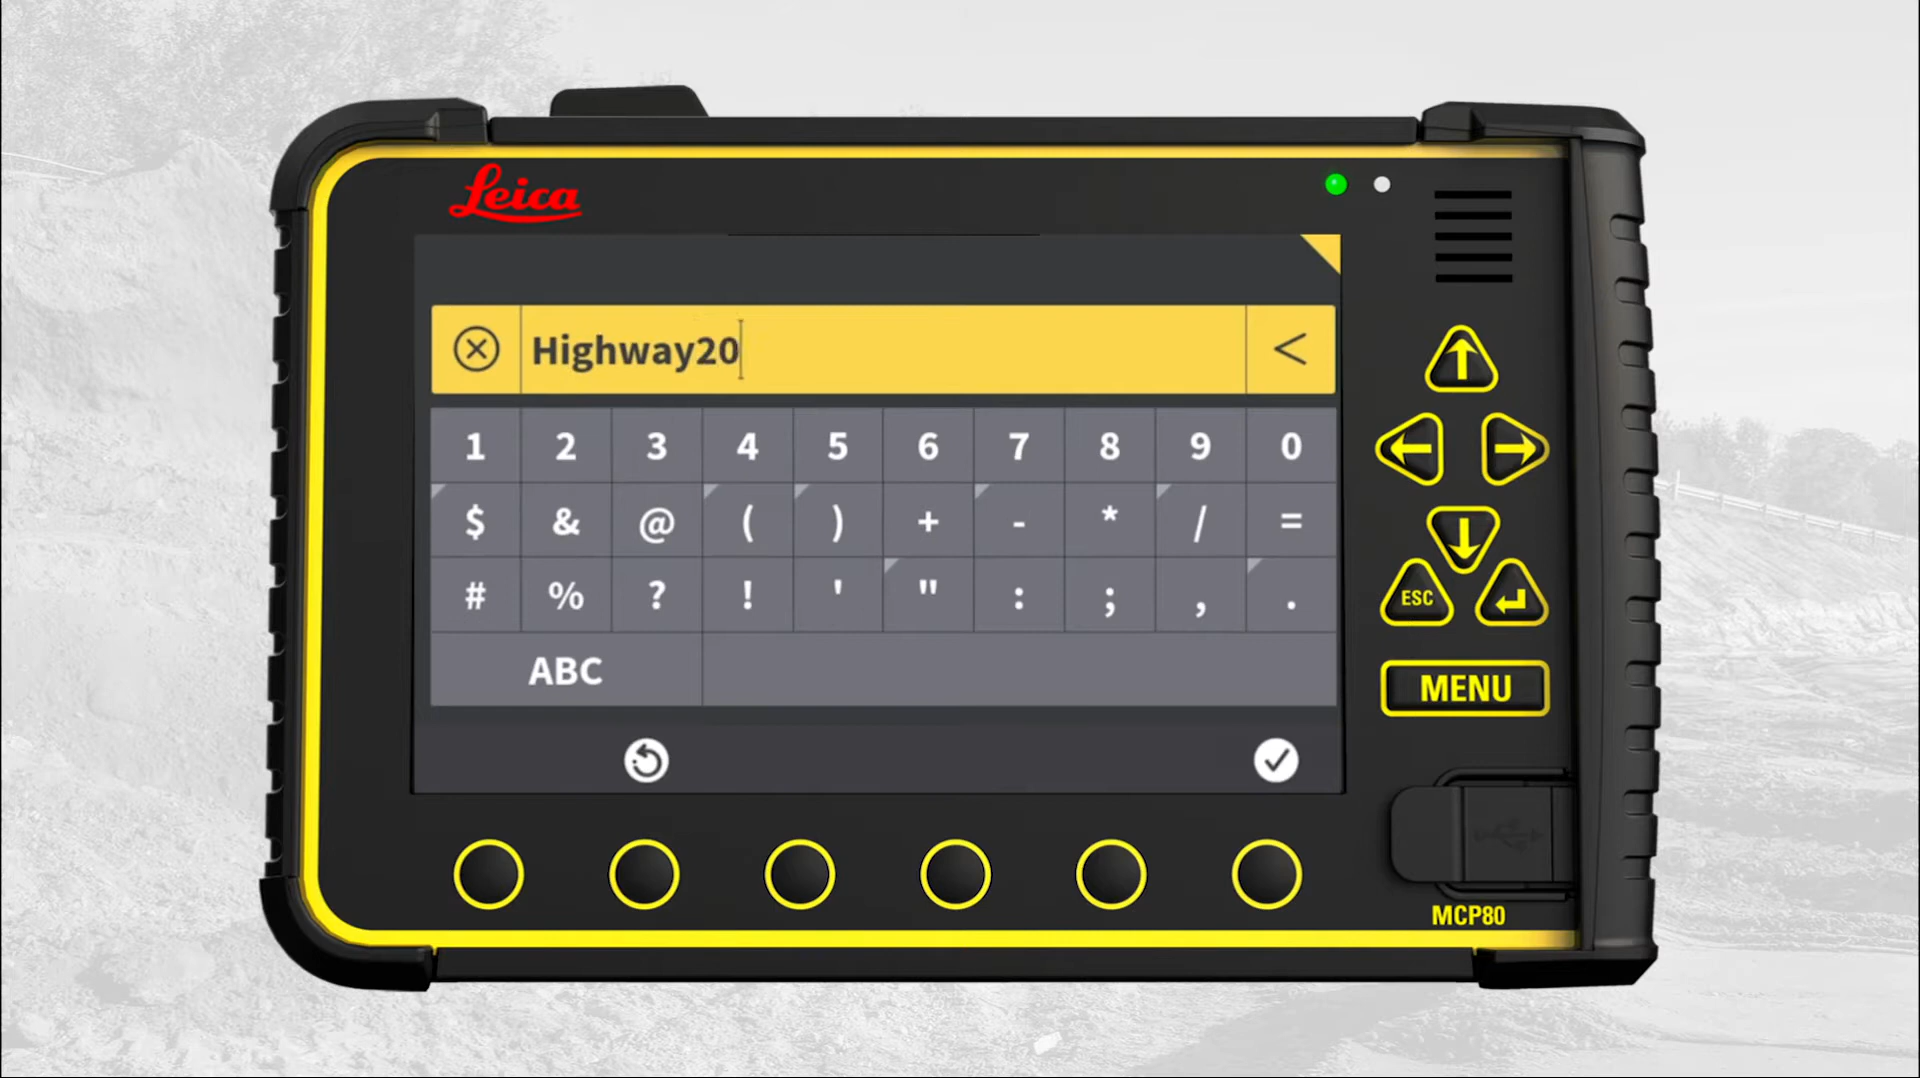 Leica
Highway20
<
1 2 3 4 5 6 7 8 9 0
$ & @ ( ) + - * / =
# % ? ! ' " : ; , .
ABC
ESC
MENU
MCP80